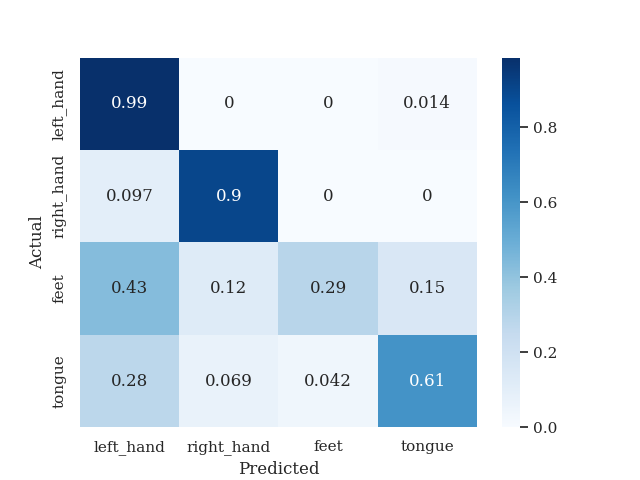 left_hand 0.99 0 0 0.014
right_hand 0.097 0.9 0 0
feet 0.43 0.12 0.29 0.15
tongue 0.28 0.069 0.042 0.61
left_hand right_hand feet tongue
Predicted
Actual
0.8
0.6
0.4
0.2
0.0